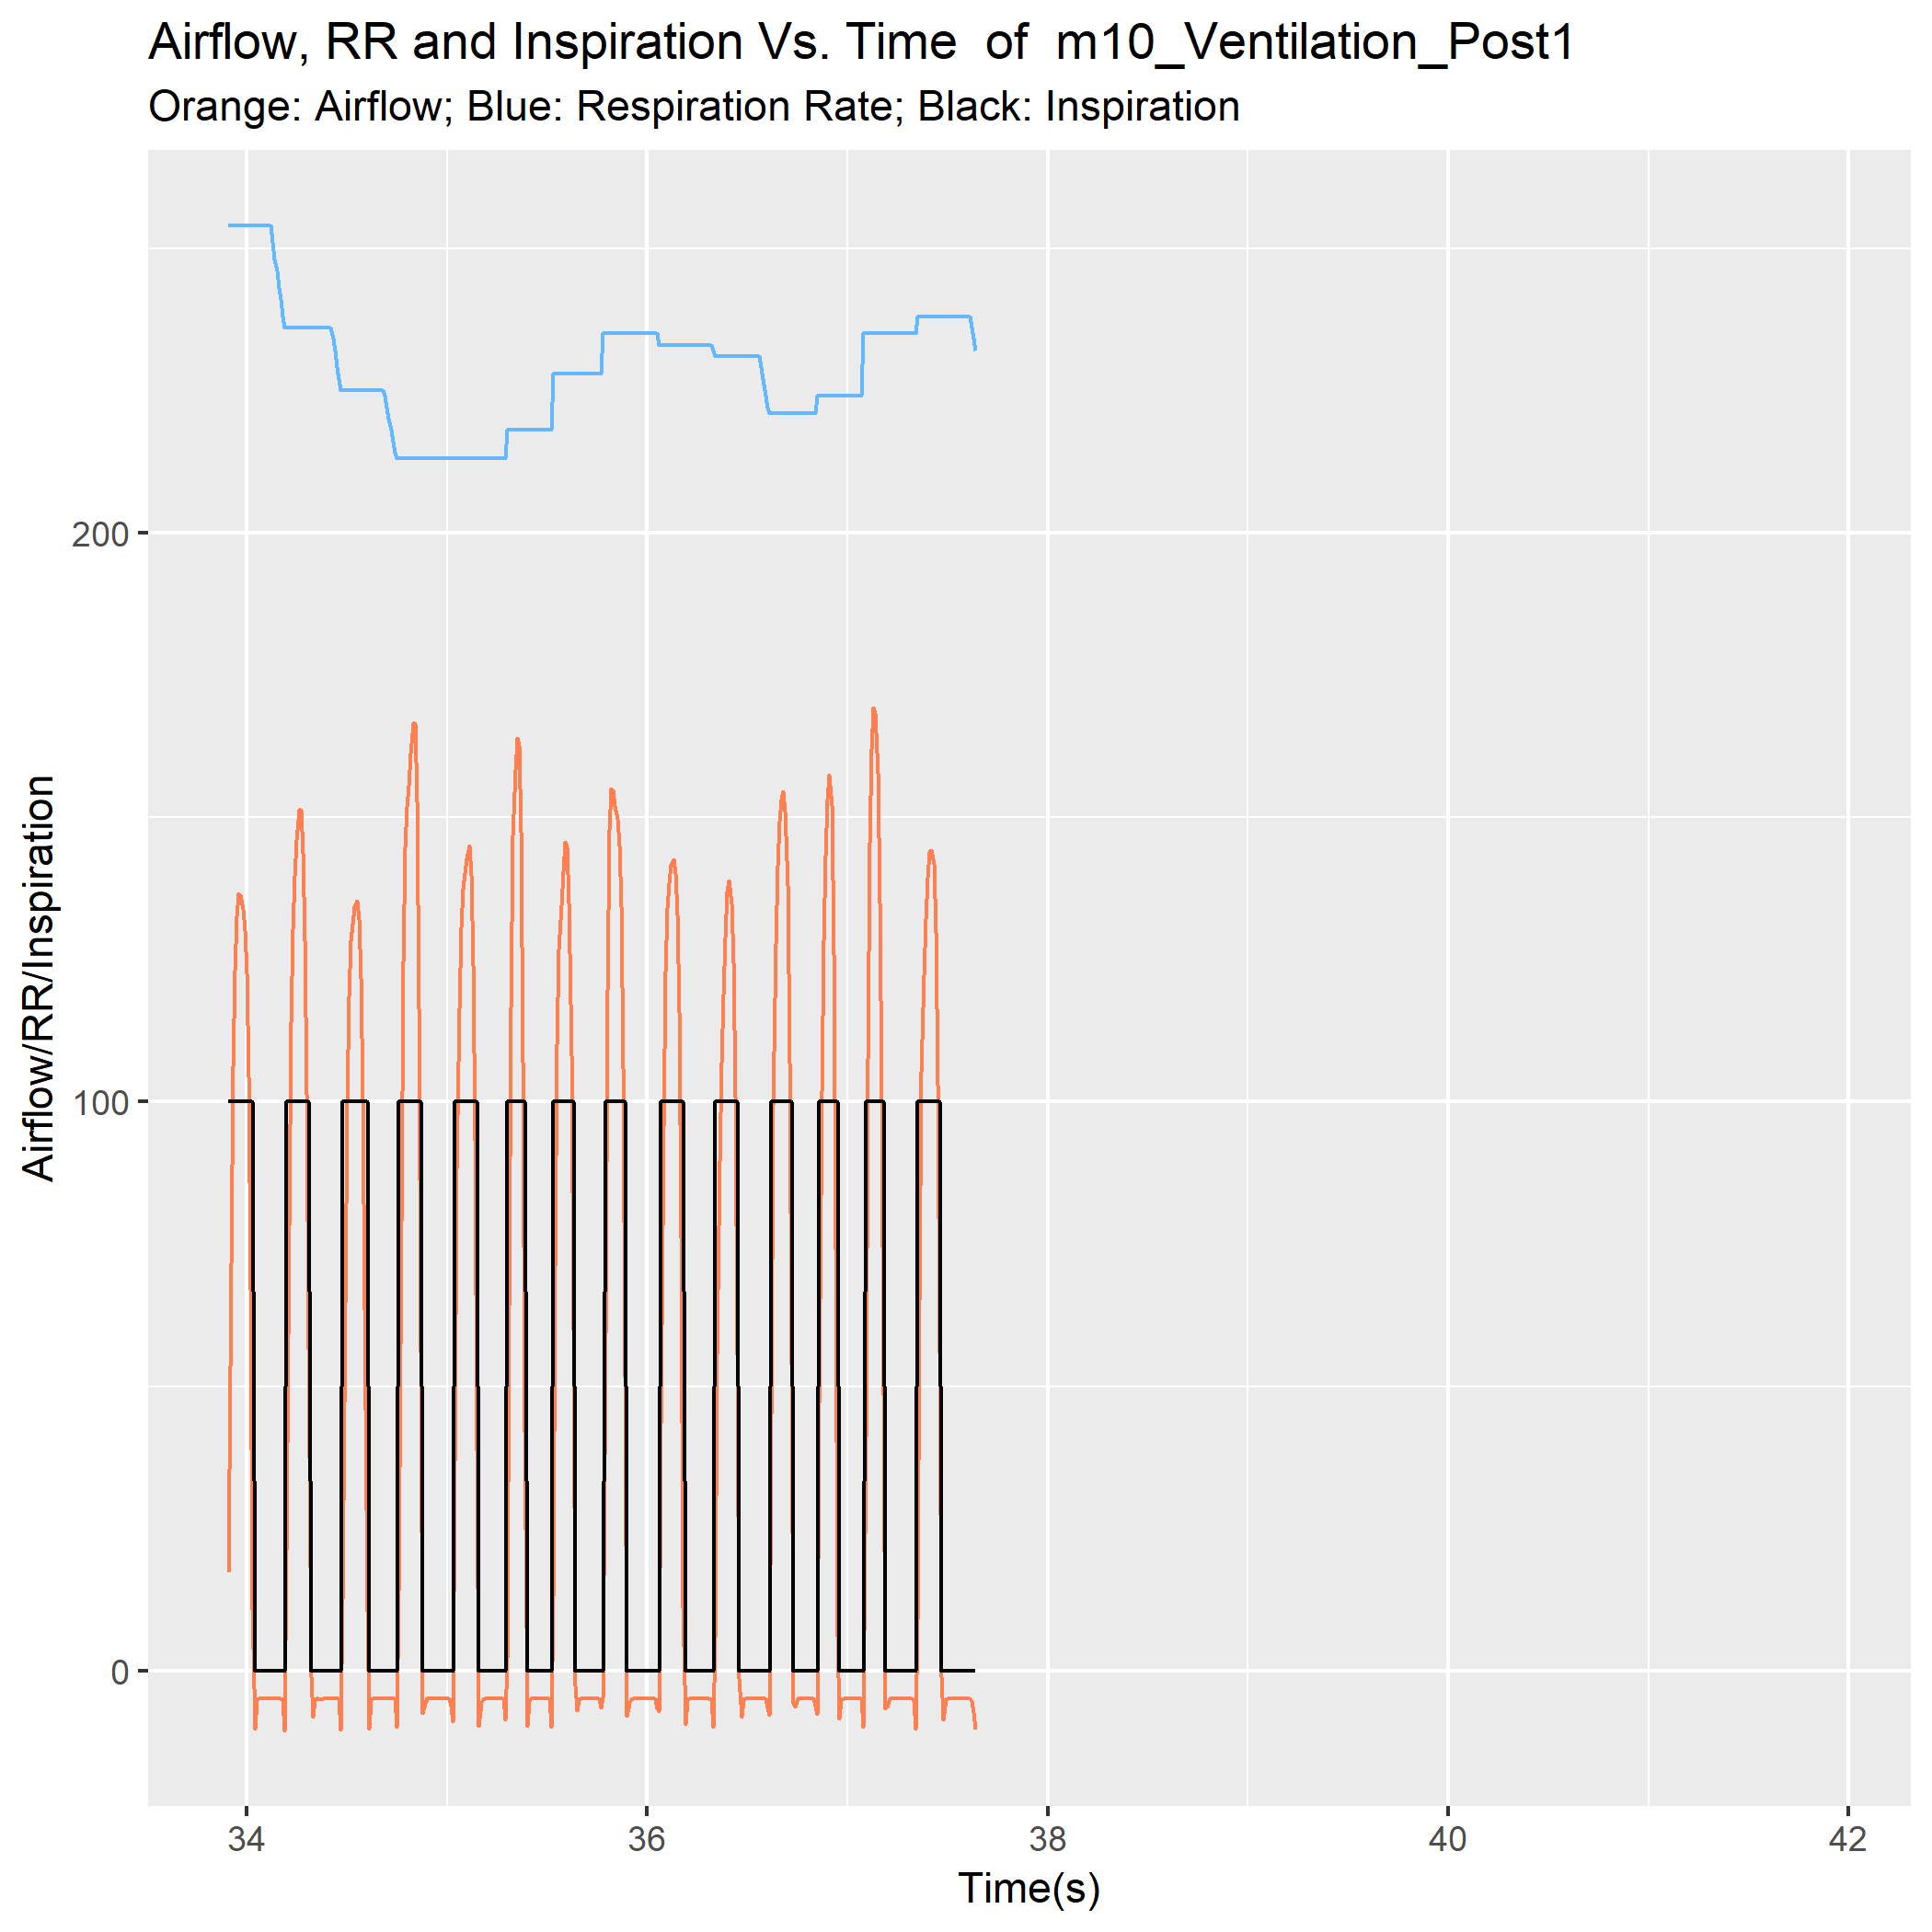 Airflow, RR and Inspiration Vs. Time  of  m10_Ventilation_Post1
Orange: Airflow; Blue: Respiration Rate; Black: Inspiration
Airflow/RR/Inspiration
200
100
0
34 36 38 40 42
Time(s)